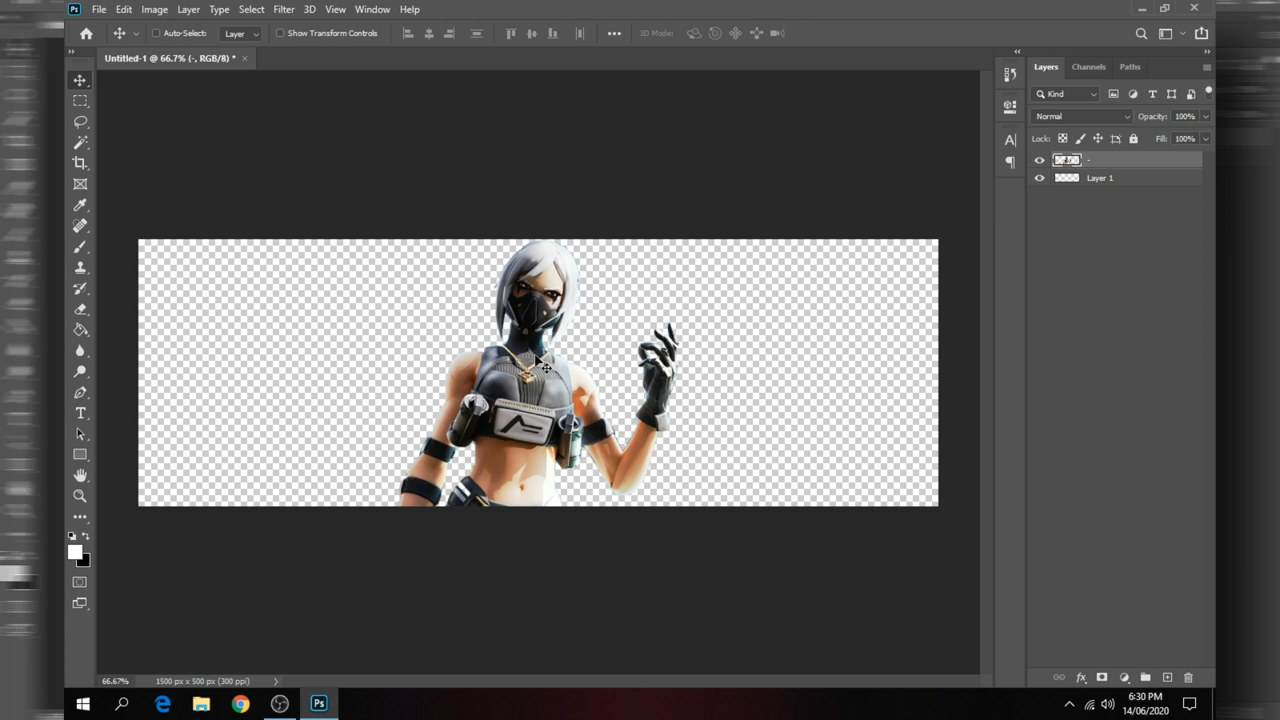 Ps File Edit Image Layer Type Select Filter 3D View Window Help
Auto-Select: Layer Show Transform Controls 3D Mode:
Untitled-1 @ 66.7% (-, RGB/8) * ×
Layers Channels Paths
Kind
Normal Opacity: 100%
Lock: Fill: 100%
-
Layer 1
66.67% 1500 px x 500 px (300 ppi)
Ps 6:30 PM
14/06/2020